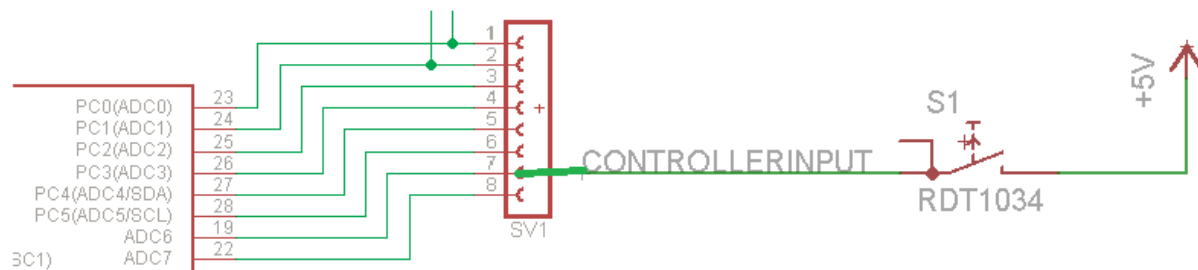 PC0(ADC0) 23
PC1(ADC1) 24
PC2(ADC2) 25
PC3(ADC3) 26
PC4(ADC4/SDA) 27
PC5(ADC5/SCL) 28
ADC6 19
ADC7 22
SC1)
1
2
3
4
5
6
7
8
+
SV1
CONTROLLERINPUT
S1
RDT1034
+5V